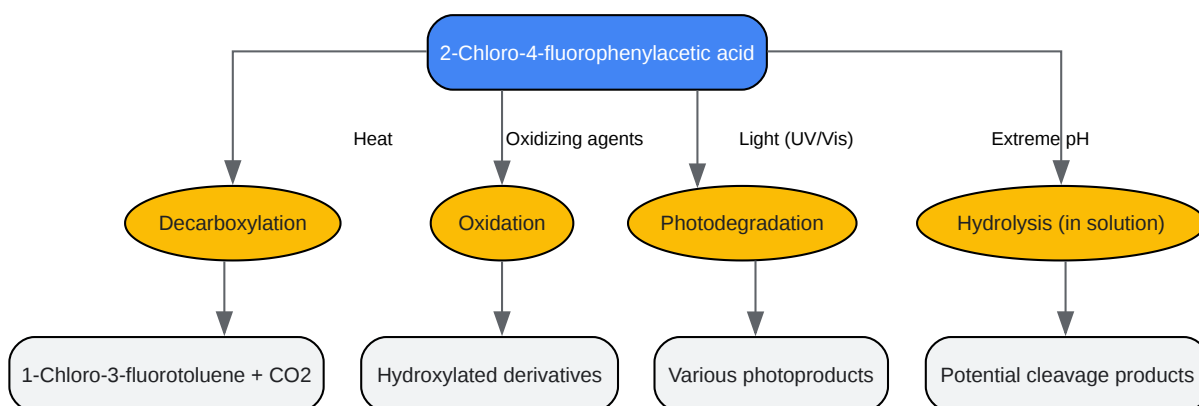 2-Chloro-4-fluorophenylacetic acid
Heat
Oxidizing agents
Light (UV/Vis)
Extreme pH
Decarboxylation
Oxidation
Photodegradation
Hydrolysis (in solution)
1-Chloro-3-fluorotoluene + CO2
Hydroxylated derivatives
Various photoproducts
Potential cleavage products